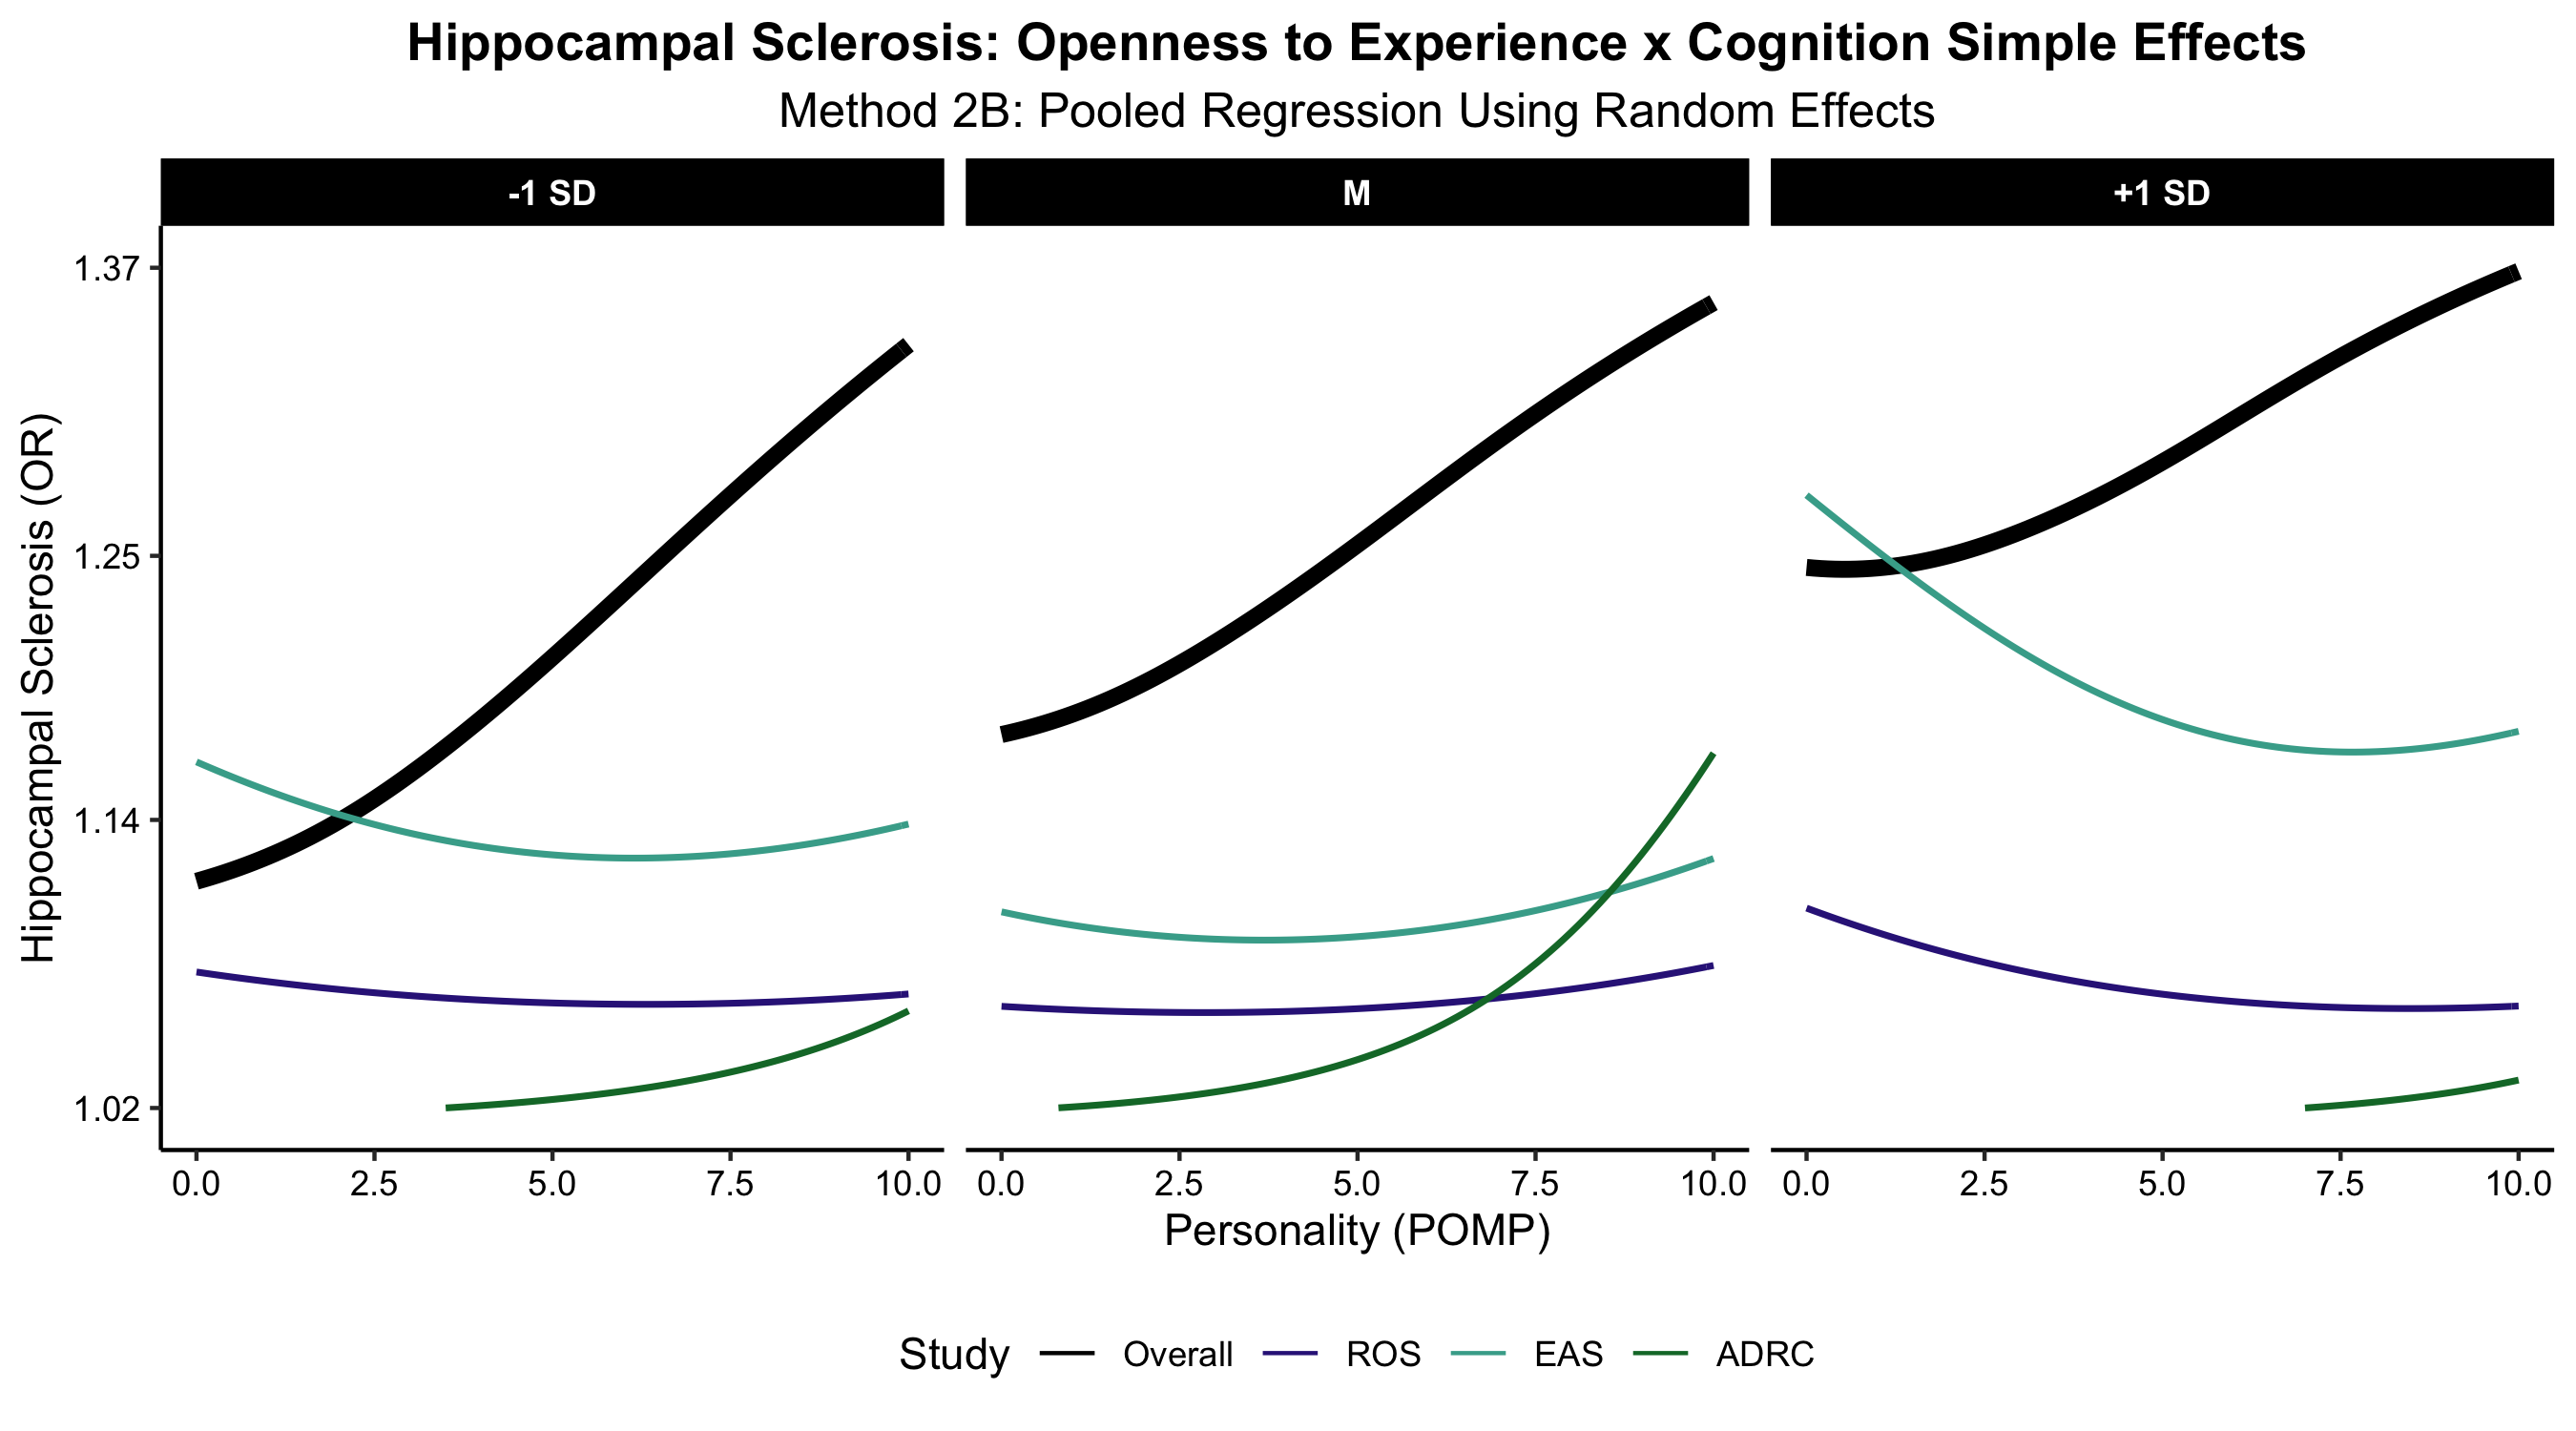 Hippocampal Sclerosis: Openness to Experience x Cognition Simple Effects
Method 2B: Pooled Regression Using Random Effects
-1 SD
M
+1 SD
Hippocampal Sclerosis (OR)
1.37
1.25
1.14
1.02
0.0 2.5 5.0 7.5 10.0
0.0 2.5 5.0 7.5 10.0
0.0 2.5 5.0 7.5 10.0
Personality (POMP)
Study Overall ROS EAS ADRC